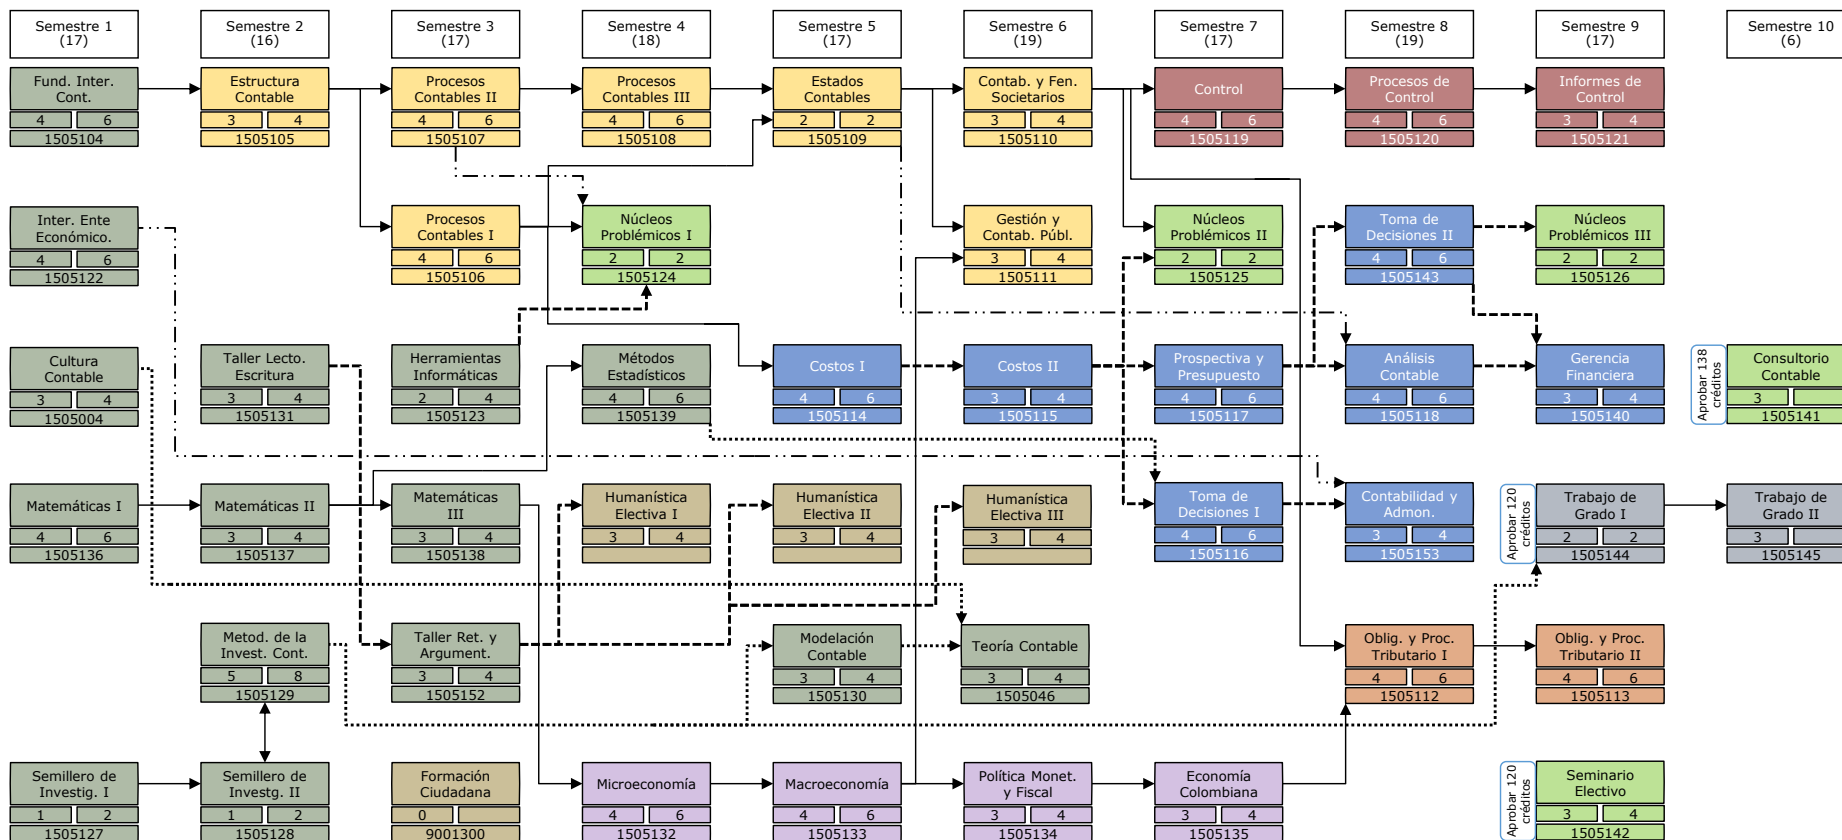 Semestre 1
(17)
Semestre 2
(16)
Semestre 3
(17)
Semestre 4
(18)
Semestre 5
(17)
Semestre 6
(19)
Semestre 7
(17)
Semestre 8
(19)
Semestre 9
(17)
Semestre 10
(6)
Fund. Inter.
Cont.
4 6
1505104
Estructura
Contable
3 4
1505105
Procesos
Contables II
4 6
1505107
Procesos
Contables III
4 6
1505108
Estados
Contables
2 2
1505109
Contab. y Fen.
Societarios
3 4
1505110
Control
4 6
1505119
Procesos de
Control
4 6
1505120
Informes de
Control
3 4
1505121
Inter. Ente
Económico.
4 6
1505122
Procesos
Contables I
4 6
1505106
Núcleos
Problémicos I
2 2
1505124
Gestión y
Contab. Públ.
3 4
1505111
Núcleos
Problémicos II
2 2
1505125
Toma de
Decisiones II
4 6
1505143
Núcleos
Problémicos III
2 2
1505126
Cultura
Contable
3 4
1505004
Taller Lecto.
Escritura
3 4
1505131
Herramientas
Informáticas
2 4
1505123
Métodos
Estadísticos
4 6
1505139
Costos I
4 6
1505114
Costos II
3 4
1505115
Prospectiva y
Presupuesto
4 6
1505117
Análisis
Contable
4 6
1505118
Gerencia
Financiera
3 4
1505140
Aprobar 138
créditos
Consultorio
Contable
3
1505141
Matemáticas I
4 6
1505136
Matemáticas II
3 4
1505137
Matemáticas
III
3 4
1505138
Humanística
Electiva I
3 4
Humanística
Electiva II
3 4
Humanística
Electiva III
3 4
Toma de
Decisiones I
4 6
1505116
Contabilidad y
Admon.
3 4
1505153
Aprobar 120
créditos
Trabajo de
Grado I
2 2
1505144
Trabajo de
Grado II
3
1505145
Metod. de la
Invest. Cont.
5 8
1505129
Taller Ret. y
Argument.
3 4
1505152
Modelación
Contable
3 4
1505130
Teoría Contable
3 4
1505046
Oblig. y Proc.
Tributario I
4 6
1505112
Oblig. y Proc.
Tributario II
4 6
1505113
Semillero de
Investig. I
1 2
1505127
Semillero de
Investg. II
1 2
1505128
Formación
Ciudadana
0
9001300
Microeconomía
4 6
1505132
Macroeconomía
4 6
1505133
Política Monet.
y Fiscal
3 4
1505134
Economía
Colombiana
3 4
1505135
Aprobar 120
créditos
Seminario
Electivo
3 4
1505142